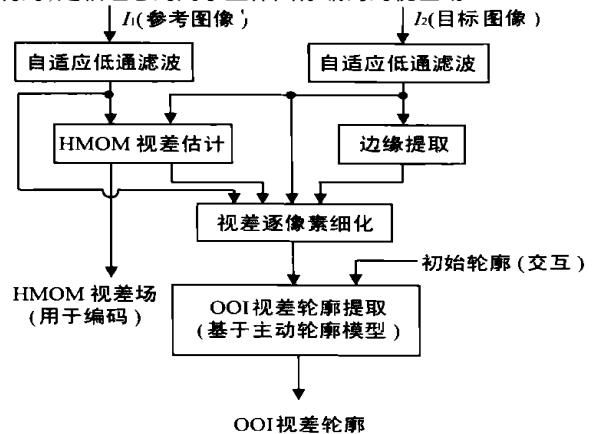 I₁(参考图像)
I₂(目标图像)
自适应低通滤波
自适应低通滤波
HMOM 视差估计
边缘提取
视差逐像素细化
初始轮廓(交互)
HMOM 视差场
(用于编码)
OOI视差轮廓提取
(基于主动轮廓模型)
OOI视差轮廓